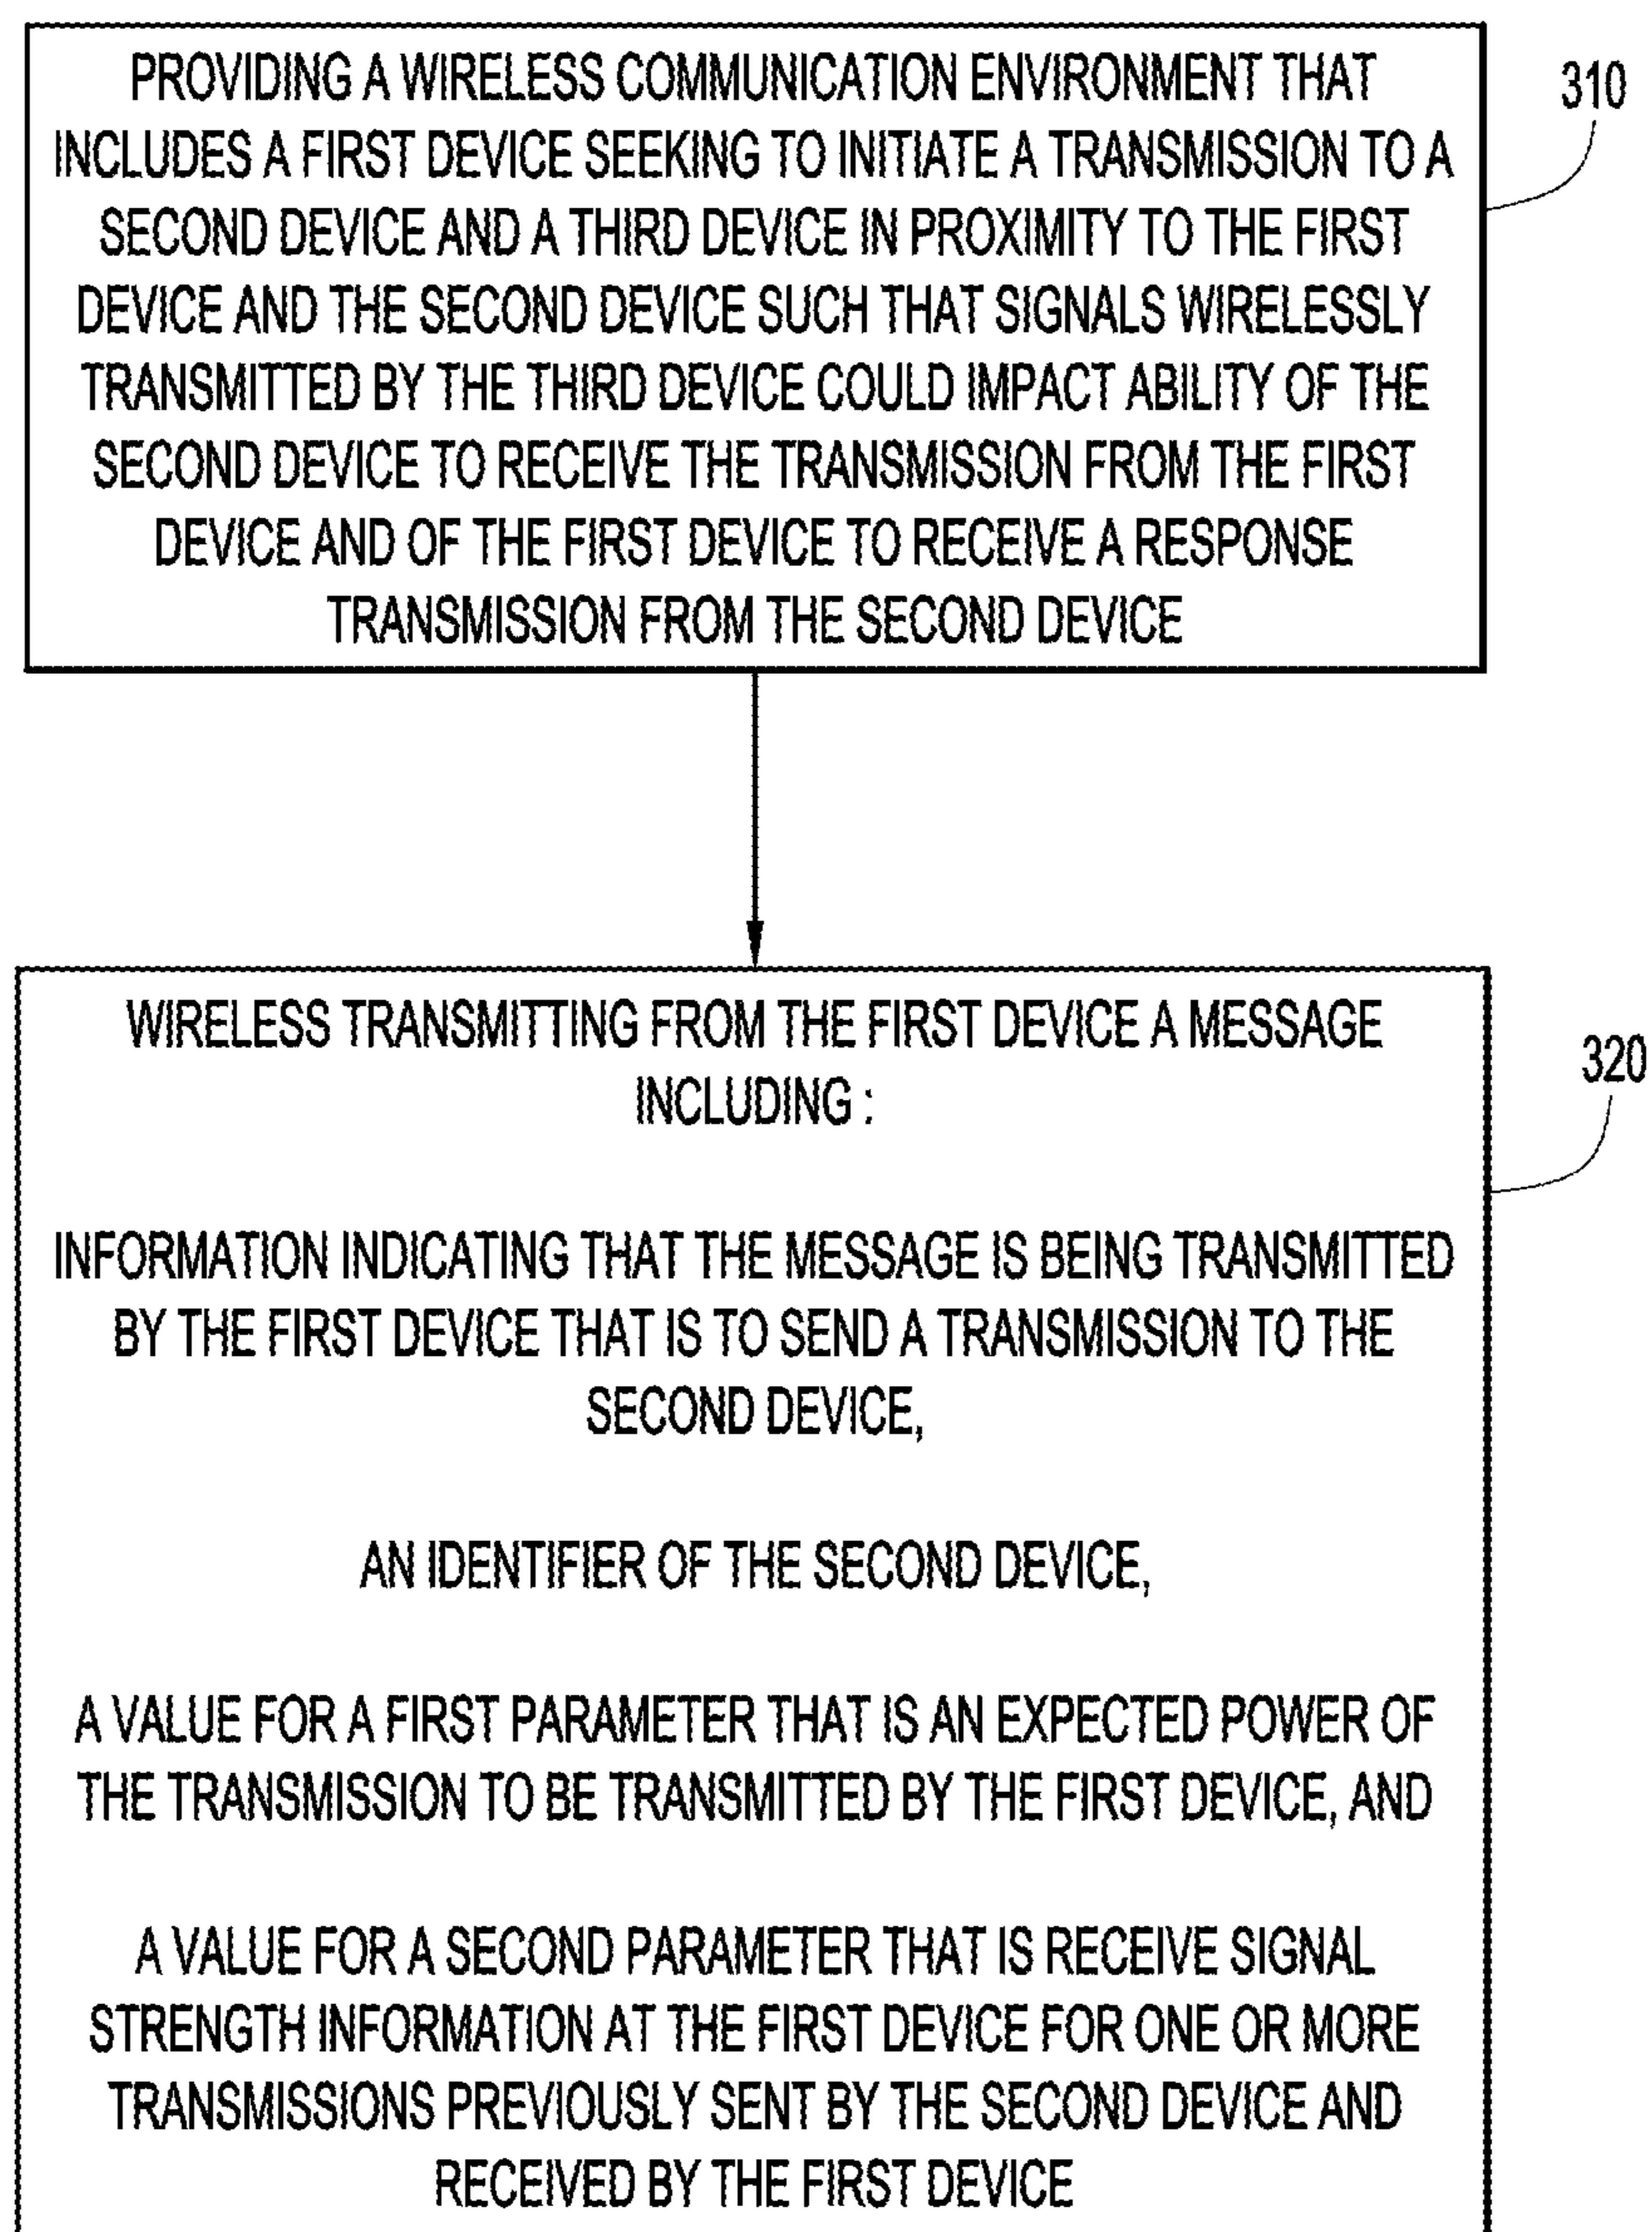 PROVIDING A WIRELESS COMMUNICATION ENVIRONMENT THAT
INCLUDES A FIRST DEVICE SEEKING TO INITIATE A TRANSMISSION TO A
SECOND DEVICE AND A THIRD DEVICE IN PROXIMITY TO THE FIRST
DEVICE AND THE SECOND DEVICE SUCH THAT SIGNALS WIRELESSLY
TRANSMITTED BY THE THIRD DEVICE COULD IMPACT ABILITY OF THE
SECOND DEVICE TO RECEIVE THE TRANSMISSION FROM THE FIRST
DEVICE AND OF THE FIRST DEVICE TO RECEIVE A RESPONSE
TRANSMISSION FROM THE SECOND DEVICE
310
WIRELESS TRANSMITTING FROM THE FIRST DEVICE A MESSAGE
INCLUDING :
320
INFORMATION INDICATING THAT THE MESSAGE IS BEING TRANSMITTED
BY THE FIRST DEVICE THAT IS TO SEND A TRANSMISSION TO THE
SECOND DEVICE,
AN IDENTIFIER OF THE SECOND DEVICE,
A VALUE FOR A FIRST PARAMETER THAT IS AN EXPECTED POWER OF
THE TRANSMISSION TO BE TRANSMITTED BY THE FIRST DEVICE, AND
A VALUE FOR A SECOND PARAMETER THAT IS RECEIVE SIGNAL
STRENGTH INFORMATION AT THE FIRST DEVICE FOR ONE OR MORE
TRANSMISSIONS PREVIOUSLY SENT BY THE SECOND DEVICE AND
RECEIVED BY THE FIRST DEVICE